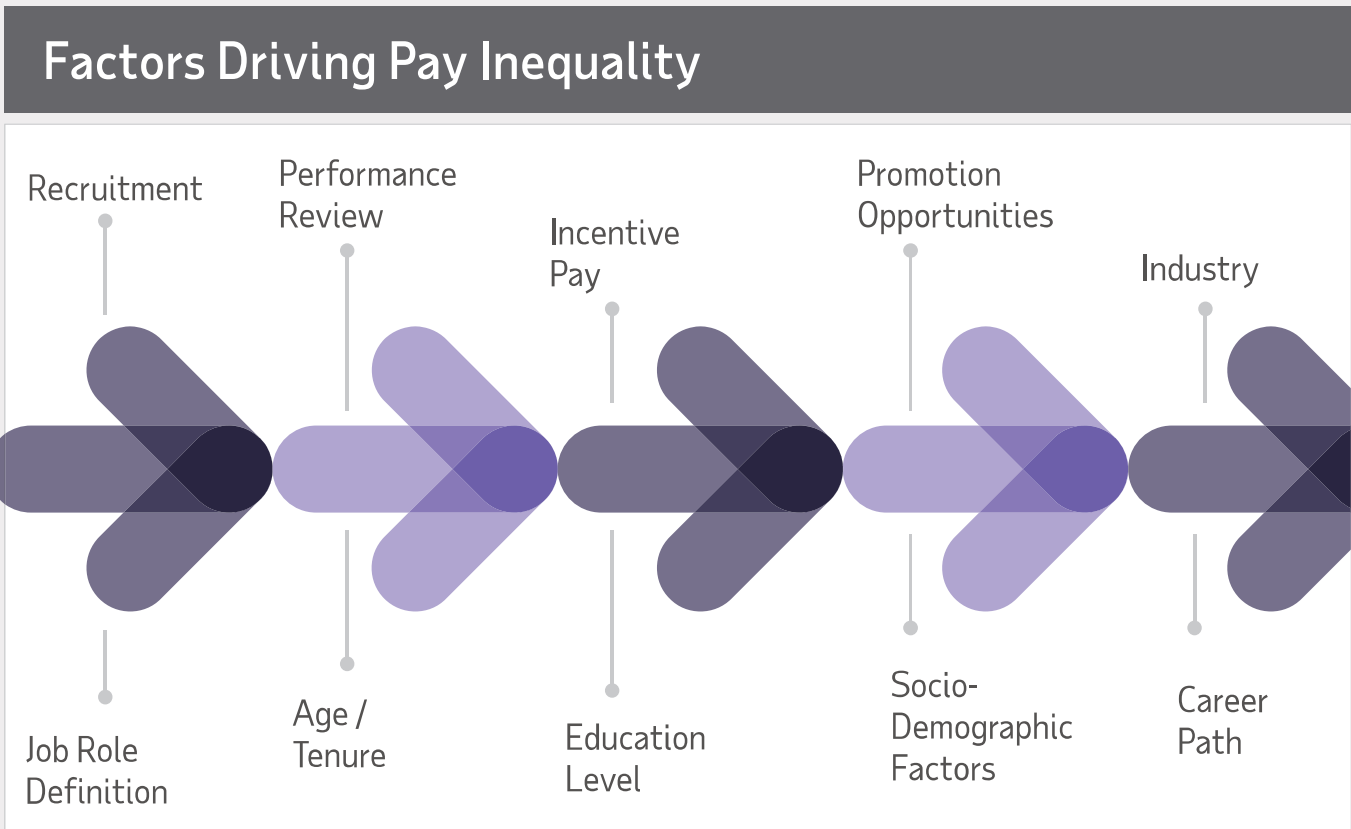 Factors Driving Pay Inequality
Recruitment
Performance
Review
Incentive
Pay
Promotion
Opportunities
Industry
Job Role
Definition
Age /
Tenure
Education
Level
Socio-
Demographic
Factors
Career
Path